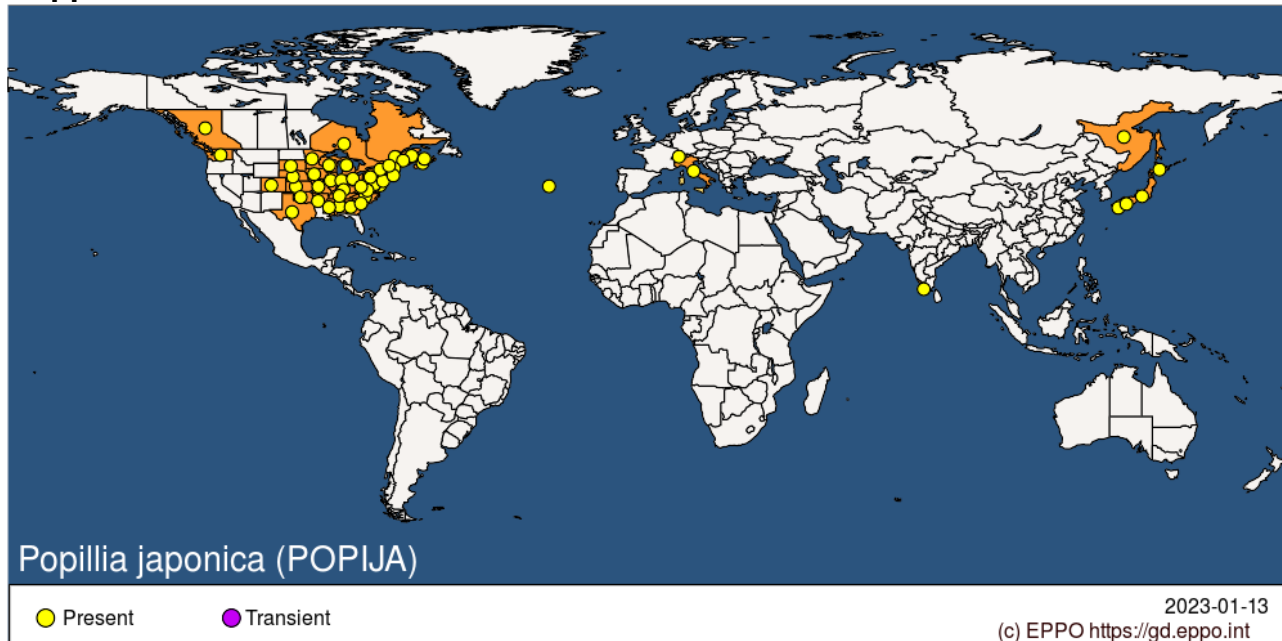 Popillia japonica (POPIJA)
Present
Transient
2023-01-13
(c) EPPO https://gd.eppo.int